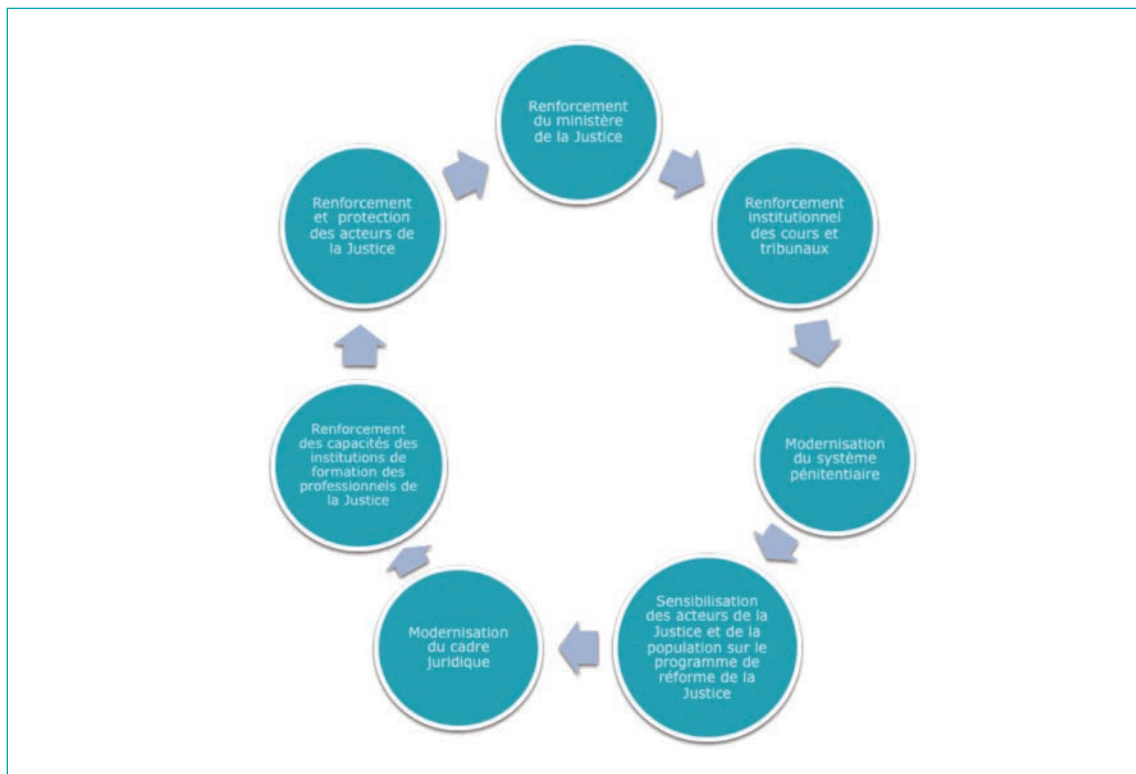 Renforcement
du ministère
de la Justice
Renforcement
institutionnel
des cours et
tribunaux
Modernisation
du système
pénitentiaire
Sensibilisation
des acteurs de la
Justice et de la
population sur le
programme de
réforme de la
Justice
Modernisation
du cadre
juridique
Renforcement
des capacités des
institutions de
formation des
professionnels de
la Justice
Renforcement
et protection
des acteurs de
la Justice